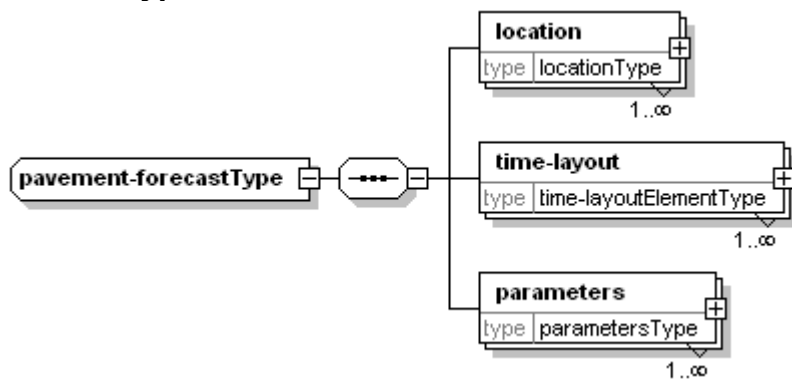 location
type locationType
1..∞
pavement-forecastType
time-layout
type time-layoutElementType
1..∞
parameters
type parametersType
1..∞